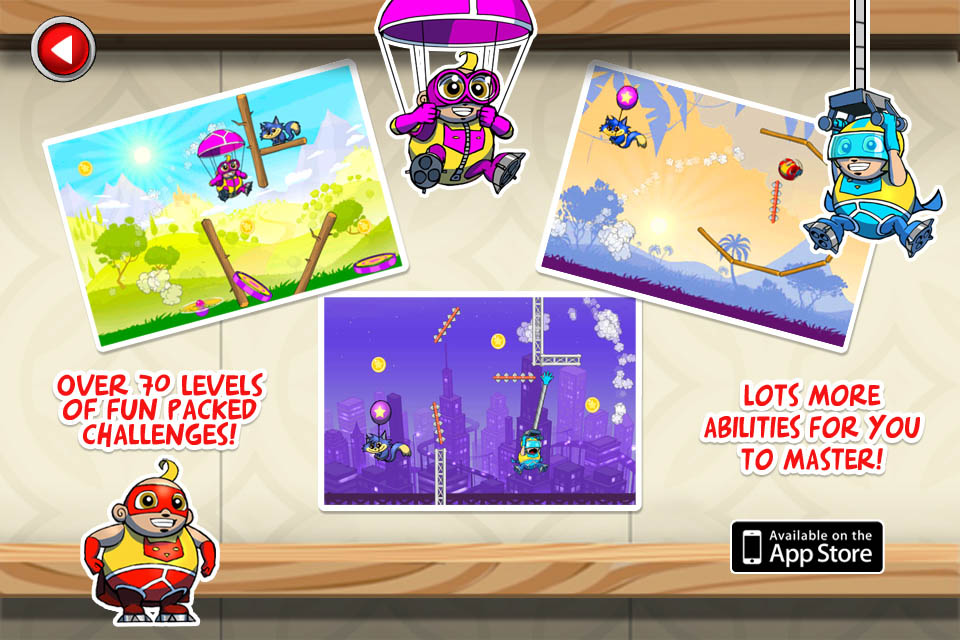 OVER 70 LEVELS
OF FUN PACKED
CHALLENGES!
LOTS MORE
ABILITIES FOR YOU
TO MASTER!
Available on the
App Store